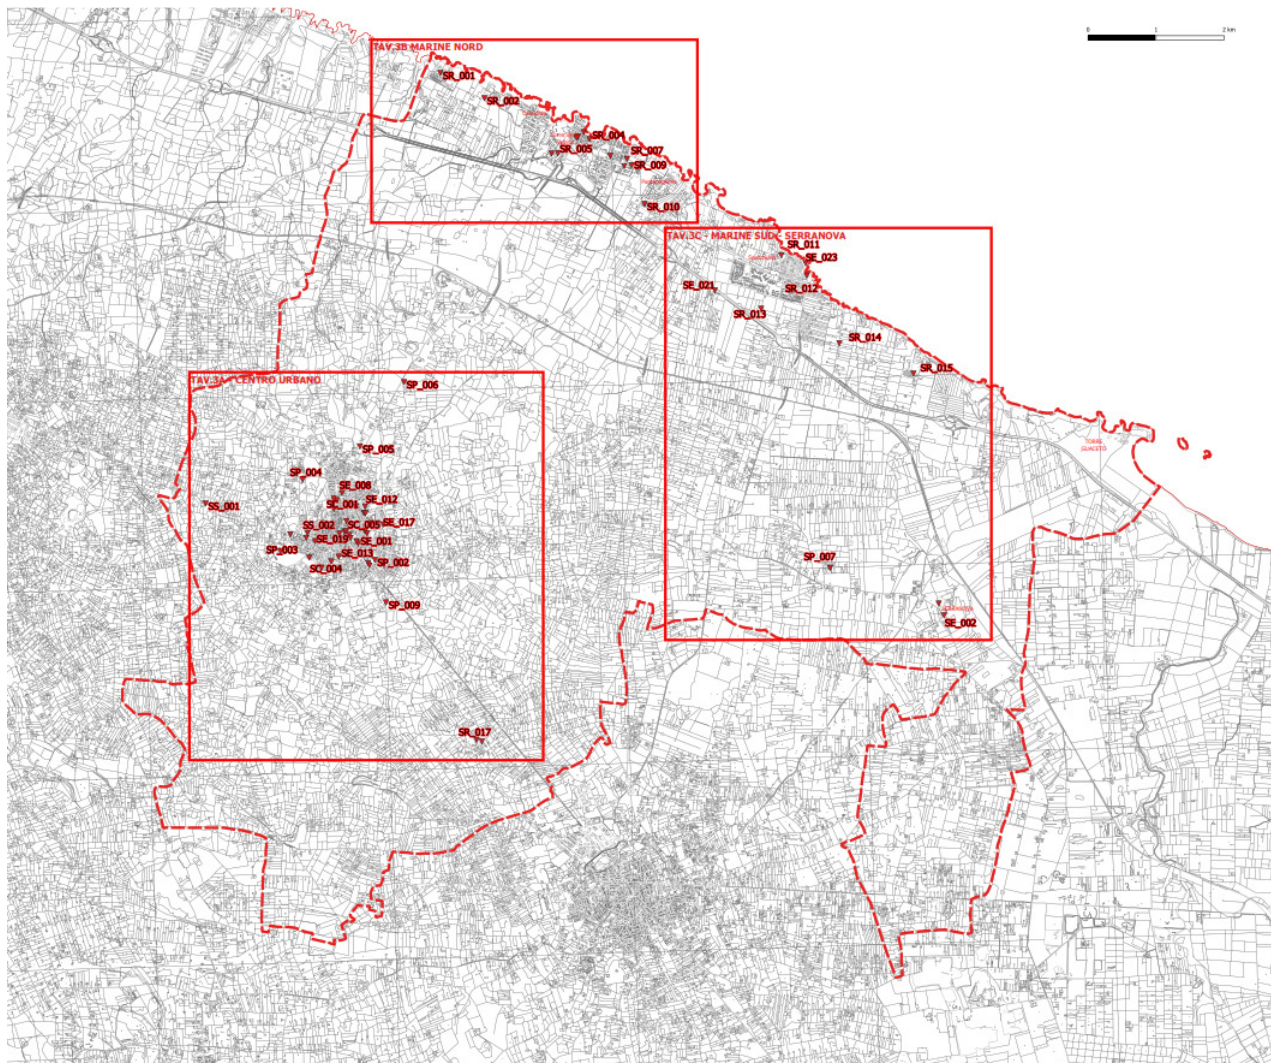 0 1 2 km
TAV.3B MARINE NORD
SR_001
SR_002
SR_004
SR_005
SR_007
SR_009
SR_010
TAV.3C - MARINE SUD - SERRANOVA
SR_011
SE_023
SE_021
SR_012
SR_013
SR_014
SR_015
TORRE
GUACETO
SP_007
SE_002
TAV.3A - CENTRO URBANO
SP_006
SP_005
SP_004
SE_008
SC_001
SE_012
SS_001
SS_002
SC_005
SE_017
SE_019
SE_001
SP_003
SE_013
SC_004
SP_002
SP_009
SR_017